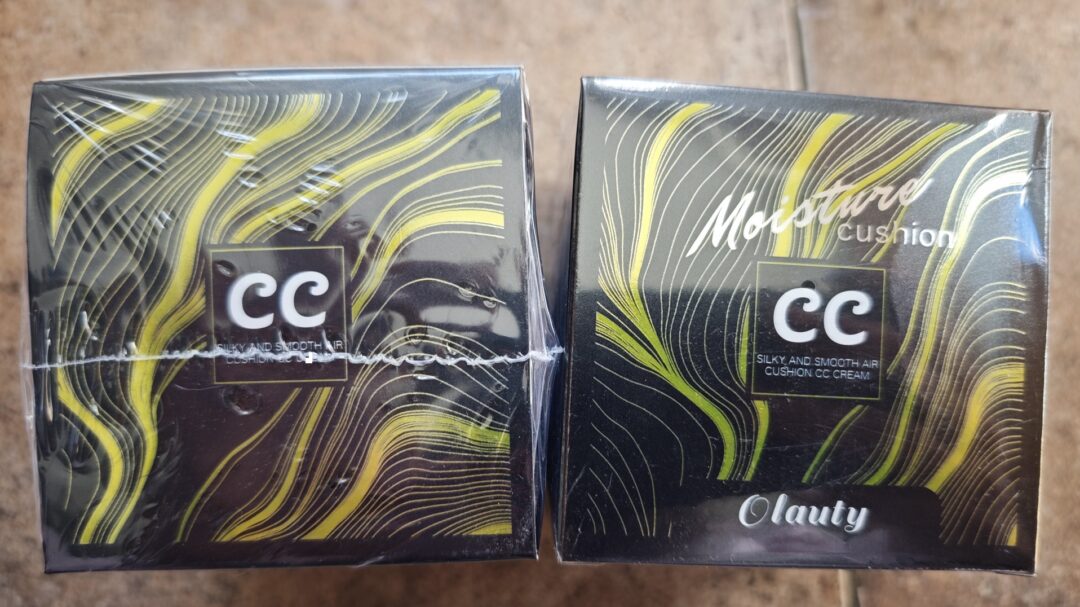 CC
SILKY AND SMOOTH AIR
Moisture
cushion
CC
SILKY AND SMOOTH AIR
CUSHION CC CREAM
Olauty